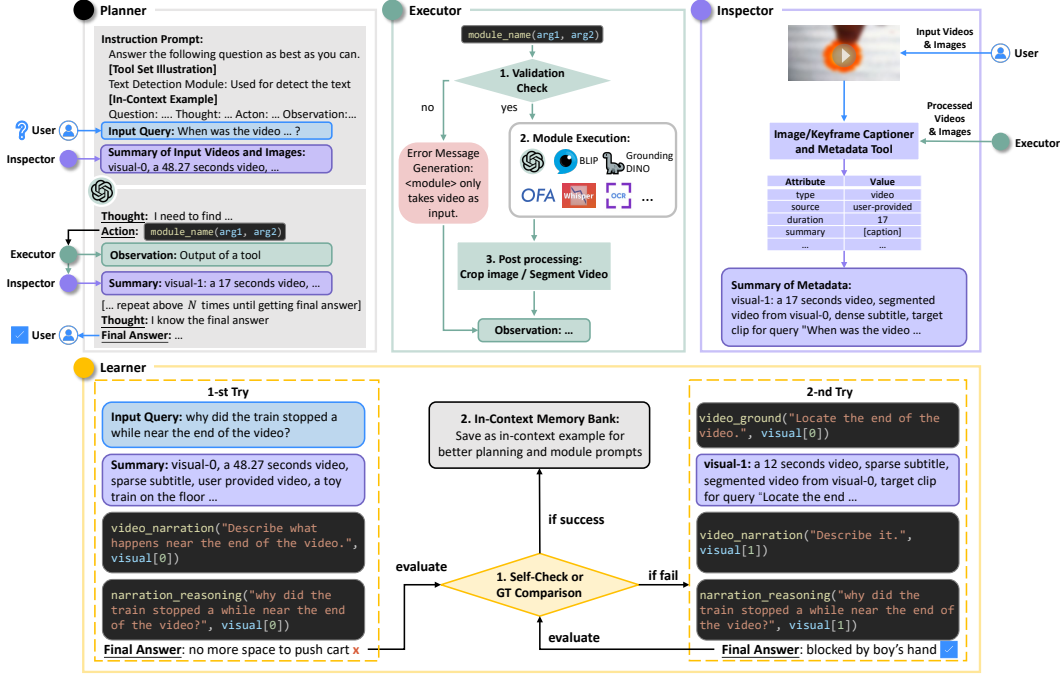 Planner
Instruction Prompt:
Answer the following question as best as you can.
[Tool Set Illustration]
Text Detection Module: Used for detect the text
[In-Context Example]
Question: .... Thought: ... Acton: ... Observation:...
User
Input Query: When was the video ... ?
Inspector
Summary of Input Videos and Images:
visual-0, a 48.27 seconds video, ...
Thought: I need to find ...
Action: module_name(arg1, arg2)
Executor
Observation: Output of a tool
Inspector
Summary: visual-1: a 17 seconds video, ...
[... repeat above N times until getting final answer]
Thought: I know the final answer
User
Final Answer: ...
Executor
module_name(arg1, arg2)
1. Validation
Check
no
yes
Error Message
Generation:
<module> only
takes video as
input.
2. Module Execution:
BLIP
Grounding
DINO
OFA
Whisper
OCR
...
3. Post processing:
Crop image / Segment Video
Observation: ...
Inspector
Input Videos
& Images
User
Processed
Videos
& Images
Executor
Image/Keyframe Captioner
and Metadata Tool
Attribute Value
type video
source user-provided
duration 17
summary [caption]
... ...
Summary of Metadata:
visual-1: a 17 seconds video, segmented
video from visual-0, dense subtitle, target
clip for query "When was the video ...
Learner
1-st Try
Input Query: why did the train stopped a
while near the end of the video?
Summary: visual-0, a 48.27 seconds video,
sparse subtitle, user provided video, a toy
train on the floor ...
video_narration("Describe what
happens near the end of the video.",
visual[0])
narration_reasoning("why did the
train stopped a while near the end
of the video?", visual[0])
Final Answer: no more space to push cart x
evaluate
2. In-Context Memory Bank:
Save as in-context example for
better planning and module prompts
if success
1. Self-Check or
GT Comparison
if fail
evaluate
2-nd Try
video_ground("Locate the end of the
video.", visual[0])
visual-1: a 12 seconds video, sparse subtitle,
segmented video from visual-0, target clip
for query "Locate the end ...
video_narration("Describe it.",
visual[1])
narration_reasoning("why did the
train stopped a while near the end of
the video?", visual[1])
Final Answer: blocked by boy's hand